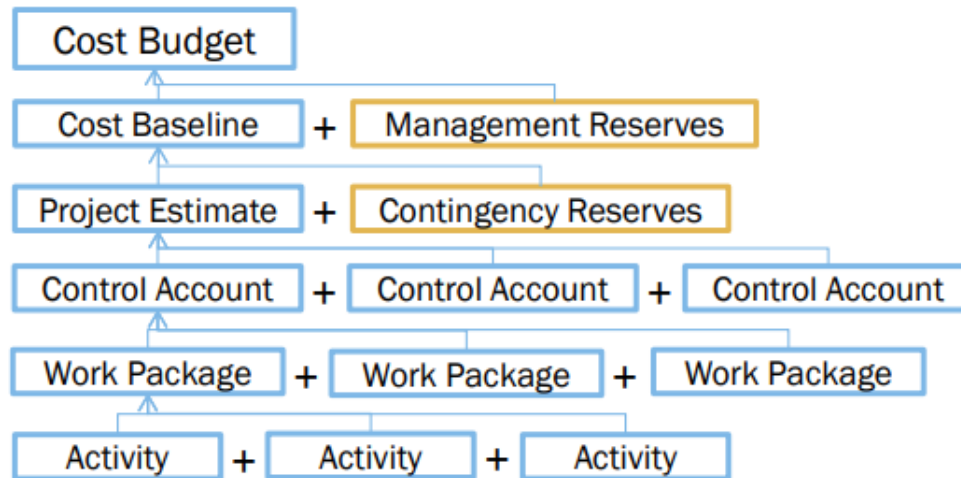 Cost Budget
Cost Baseline + Management Reserves
Project Estimate + Contingency Reserves
Control Account + Control Account + Control Account
Work Package + Work Package + Work Package
Activity + Activity + Activity